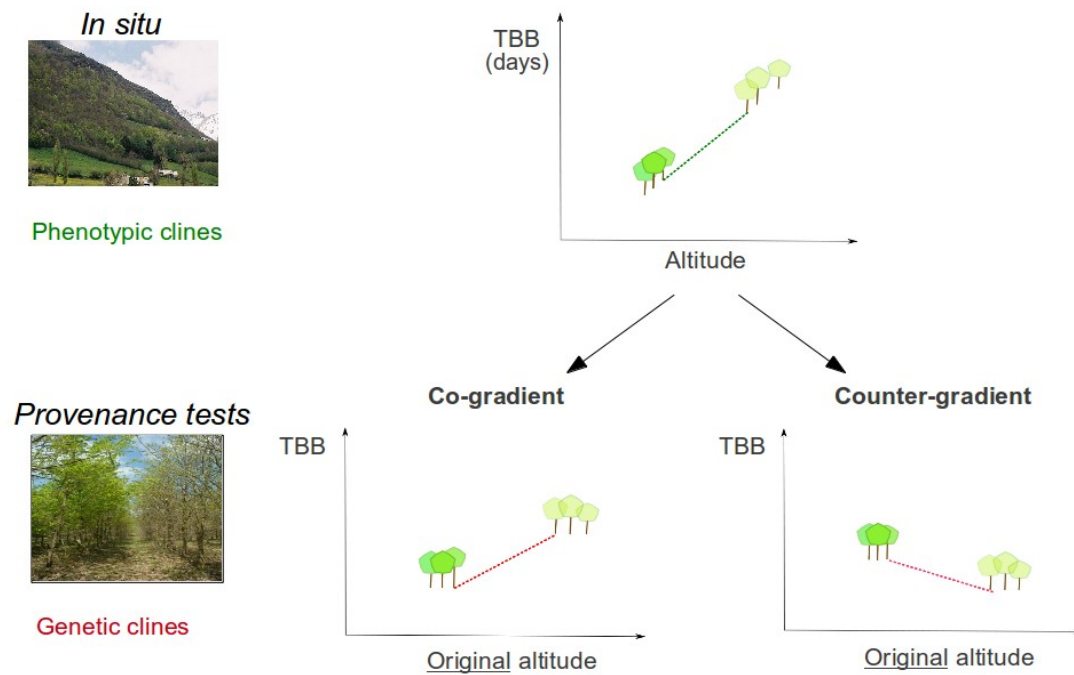 In situ
Phenotypic clines
TBB
(days)
Altitude
Co-gradient
Counter-gradient
Provenance tests
Genetic clines
TBB
Original altitude
TBB
Original altitude